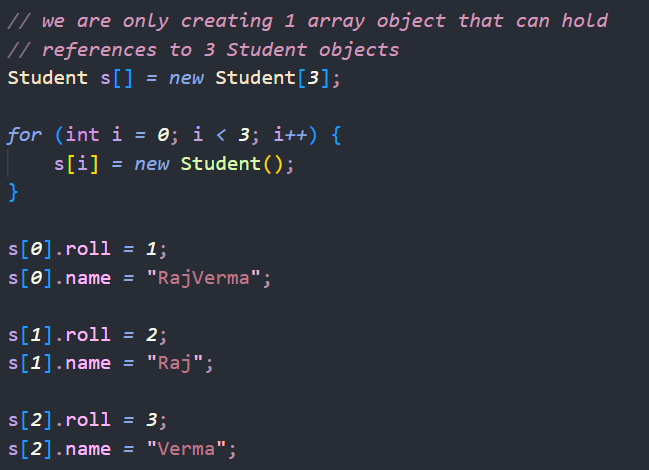 // we are only creating 1 array object that can hold
// references to 3 Student objects
Student s[] = new Student[3];

for (int i = 0; i < 3; i++) {
    s[i] = new Student();
}

s[0].roll = 1;
s[0].name = "RajVerma";

s[1].roll = 2;
s[1].name = "Raj";

s[2].roll = 3;
s[2].name = "Verma";